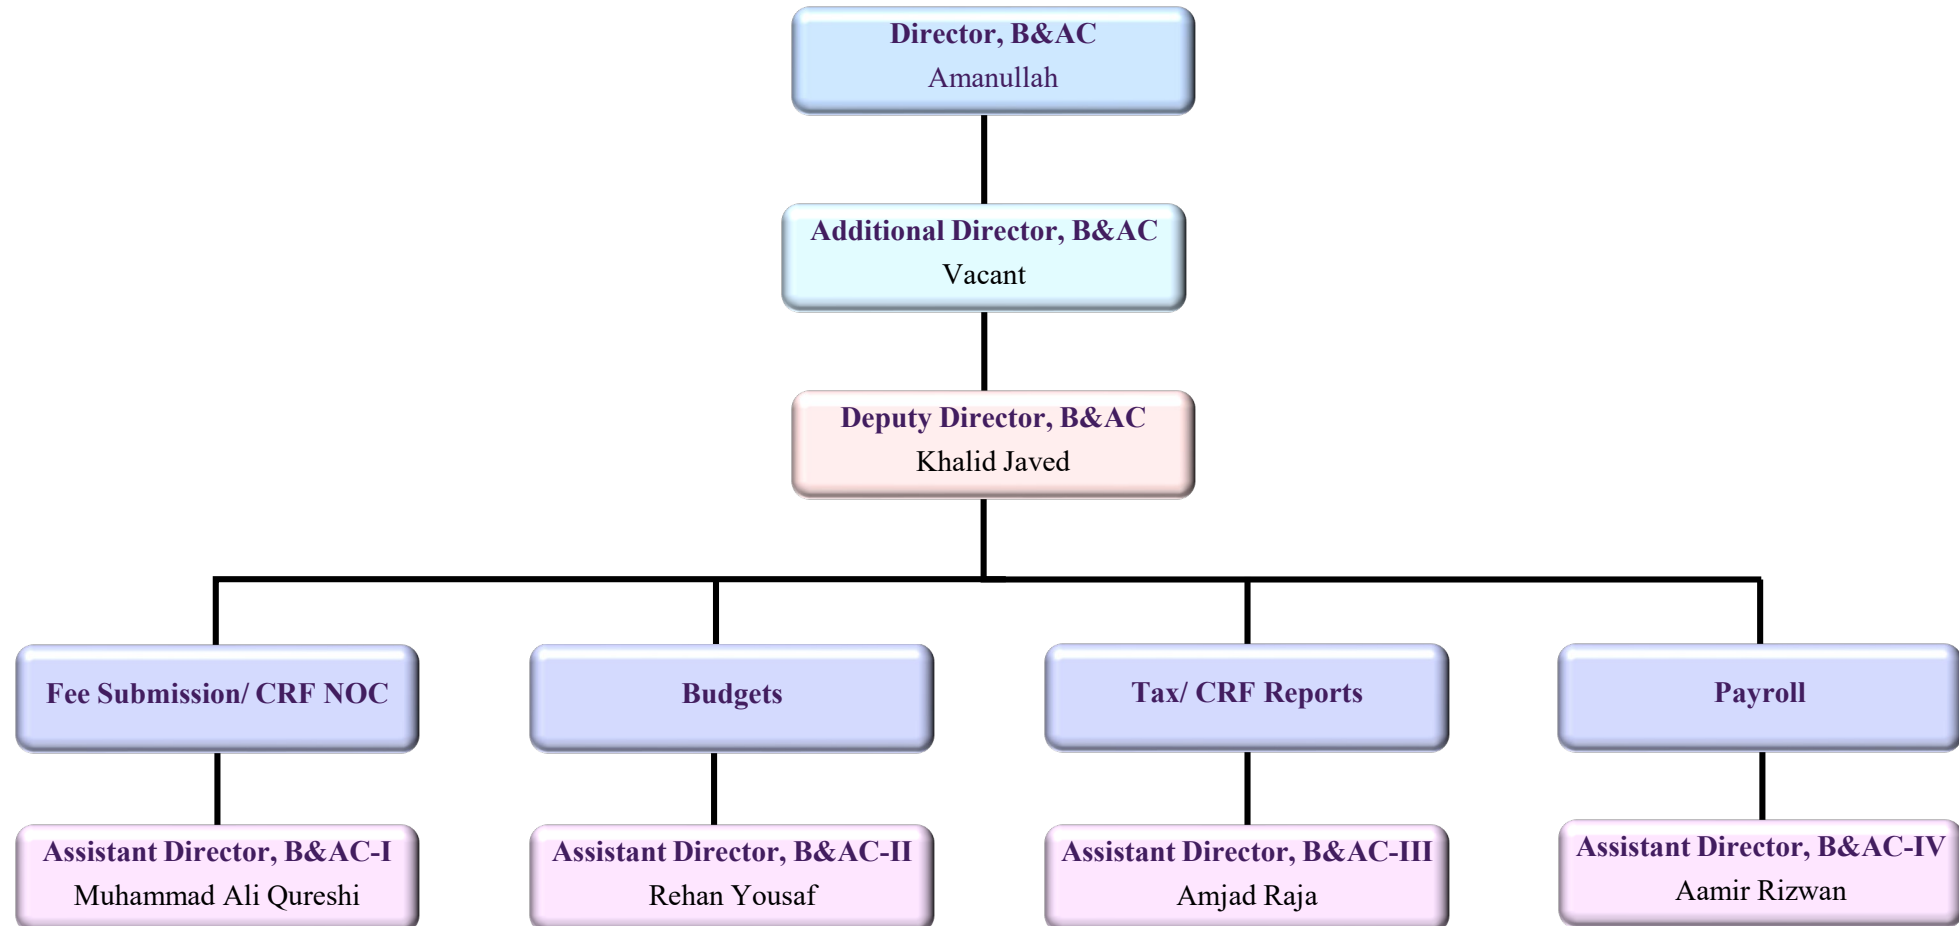 Director, B&AC
Amanullah
Additional Director, B&AC
Vacant
Deputy Director, B&AC
Khalid Javed
Fee Submission/ CRF NOC
Budgets
Tax/ CRF Reports
Payroll
Assistant Director, B&AC-I
Muhammad Ali Qureshi
Assistant Director, B&AC-II
Rehan Yousaf
Assistant Director, B&AC-III
Amjad Raja
Assistant Director, B&AC-IV
Aamir Rizwan